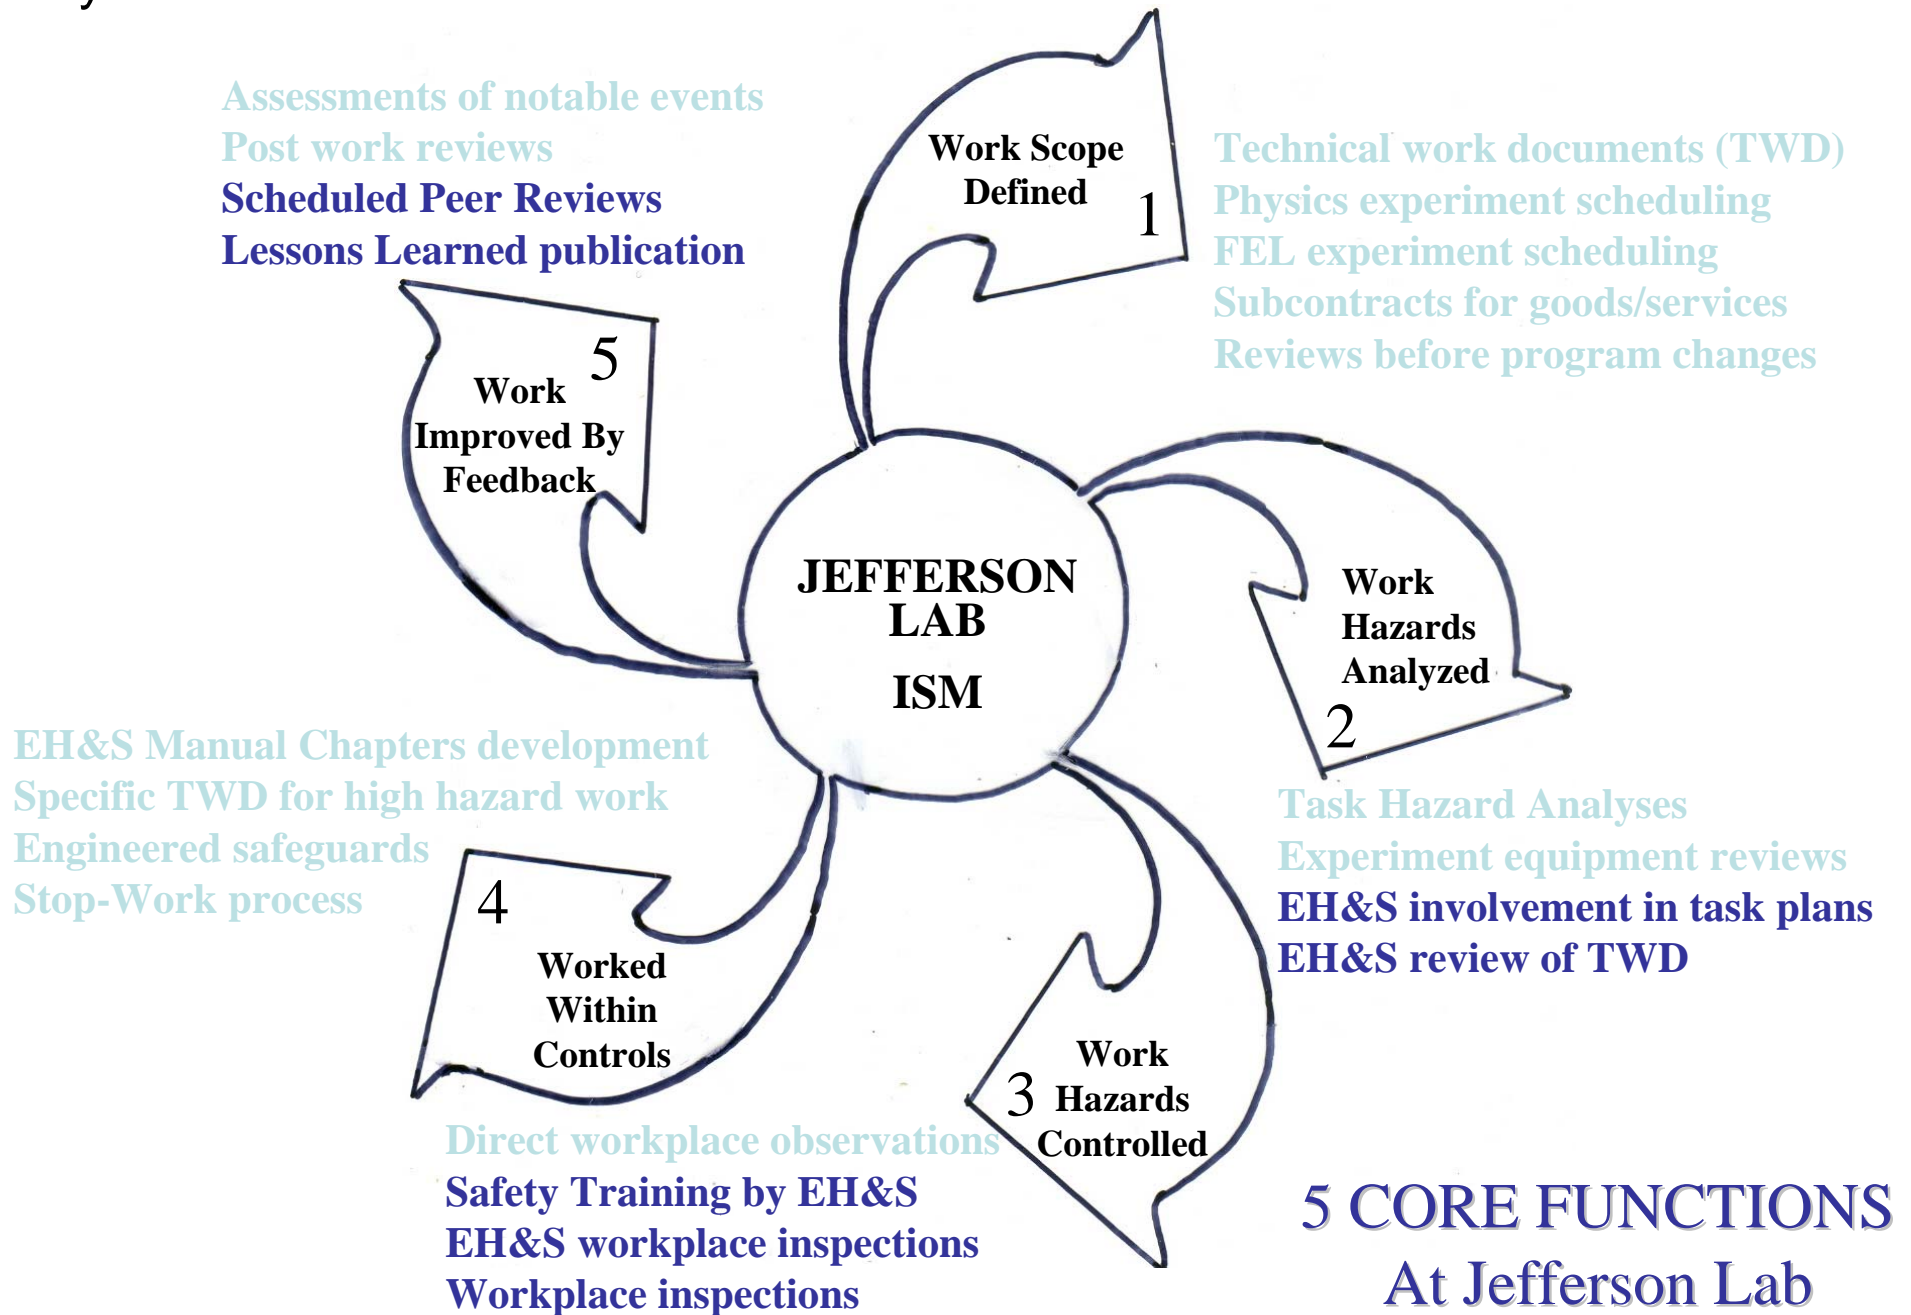 Assessments of notable events
Post work reviews
Scheduled Peer Reviews
Lessons Learned publication
Work Scope
Defined
1
Technical work documents (TWD)
Physics experiment scheduling
FEL experiment scheduling
Subcontracts for goods/services
Reviews before program changes
5
Work
Improved By
Feedback
JEFFERSON
LAB
ISM
Work
Hazards
Analyzed
2
Task Hazard Analyses
Experiment equipment reviews
EH&S involvement in task plans
EH&S review of TWD
EH&S Manual Chapters development
Specific TWD for high hazard work
Engineered safeguards
Stop-Work process
4
Worked
Within
Controls
3
Work
Hazards
Controlled
Direct workplace observations
Safety Training by EH&S
EH&S workplace inspections
Workplace inspections
5 CORE FUNCTIONS
At Jefferson Lab